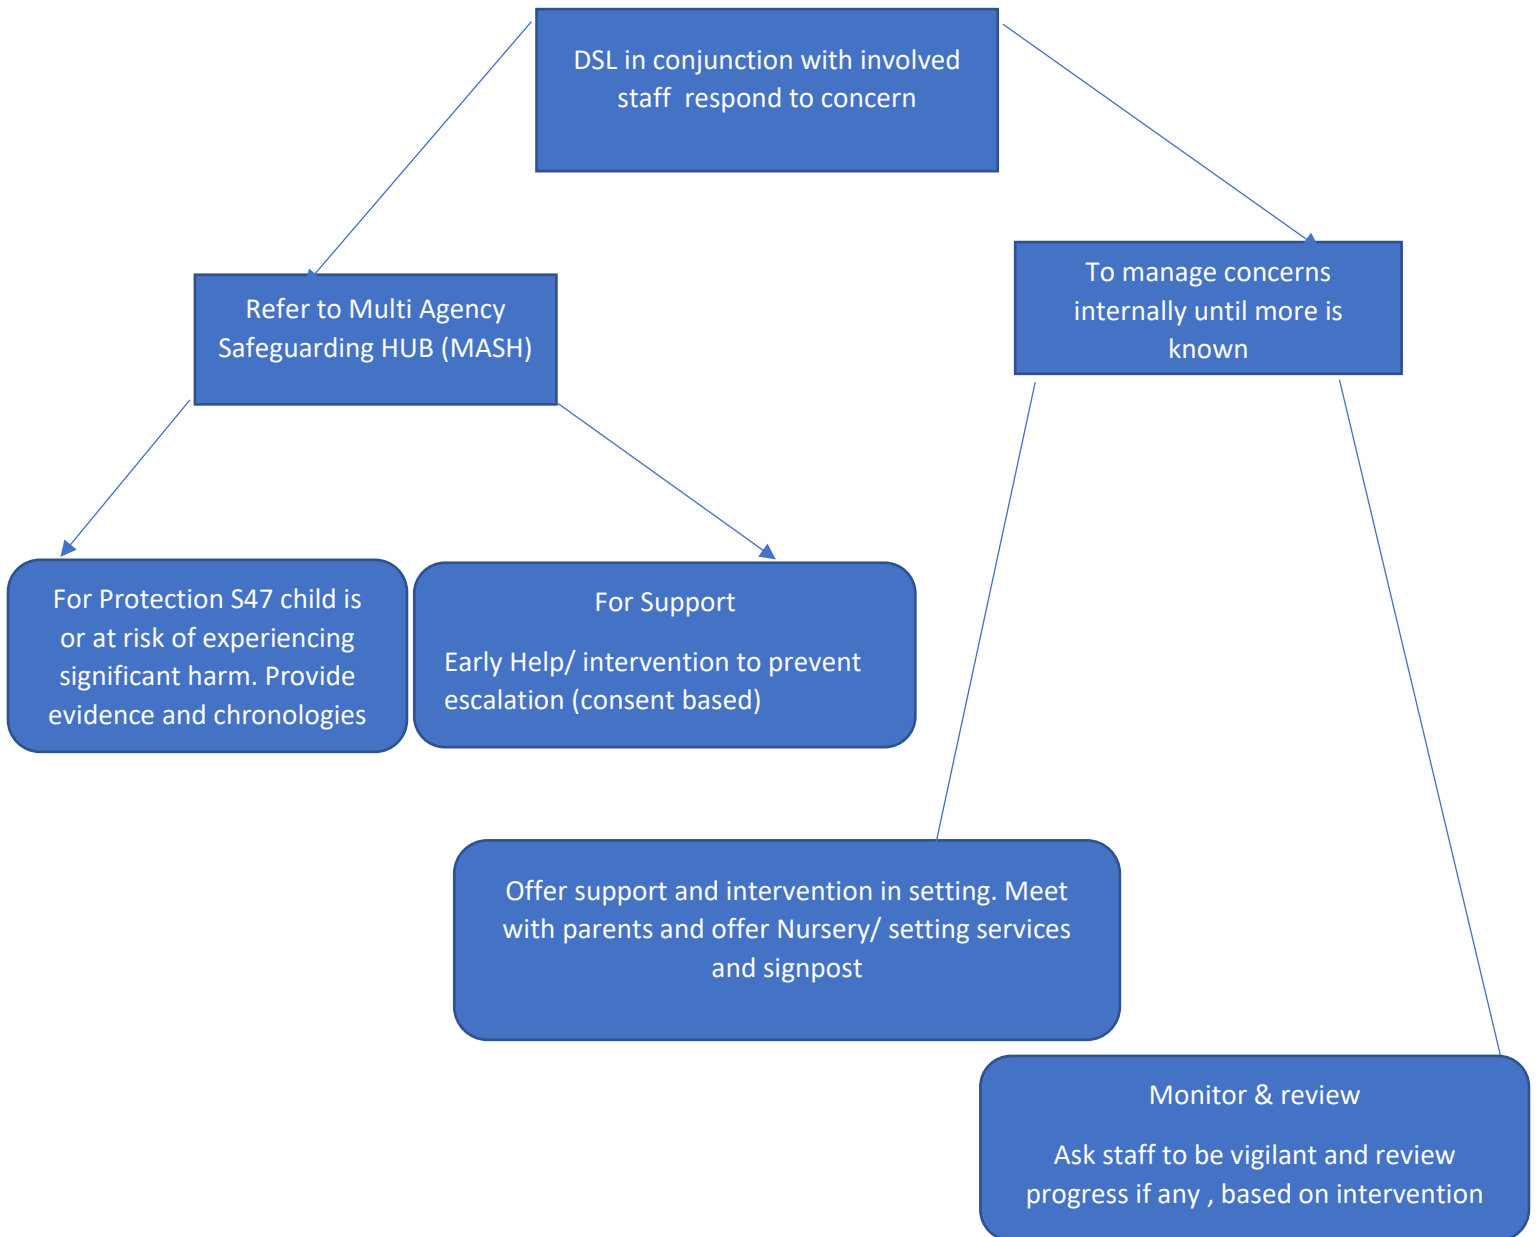 DSL in conjunction with involved
staff  respond to concern
Refer to Multi Agency
Safeguarding HUB (MASH)
To manage concerns
internally until more is
known
For Protection S47 child is
or at risk of experiencing
significant harm. Provide
evidence and chronologies
For Support
Early Help/ intervention to prevent
escalation (consent based)
Offer support and intervention in setting. Meet
with parents and offer Nursery/ setting services
and signpost
Monitor & review
Ask staff to be vigilant and review
progress if any , based on intervention